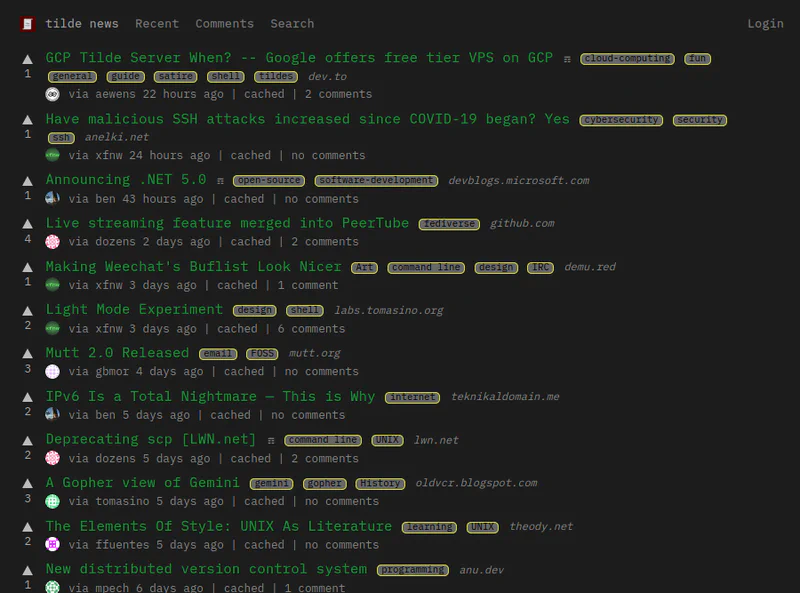 tilde news Recent Comments Search Login
GCP Tilde Server When? -- Google offers free tier VPS on GCP cloud-computing fun
general guide satire shell tildes dev.to
1
via aewens 22 hours ago | cached | 2 comments
Have malicious SSH attacks increased since COVID-19 began? Yes cybersecurity security
1
ssh anelki.net
via xfnw 24 hours ago | cached | no comments
Announcing .NET 5.0 open-source software-development devblogs.microsoft.com
1 via ben 43 hours ago | cached | no comments
Live streaming feature merged into PeerTube fediverse github.com
4 via dozens 2 days ago | cached | 2 comments
Making Weechat's Buflist Look Nicer Art command line design IRC demu.red
1 via xfnw 3 days ago | cached | 1 comment
Light Mode Experiment design shell labs.tomasino.org
2 via xfnw 3 days ago | cached | 6 comments
Mutt 2.0 Released email FOSS mutt.org
3 via gbmor 4 days ago | cached | no comments
IPv6 Is a Total Nightmare — This is Why internet teknikaldomain.me
2 via ben 5 days ago | cached | no comments
Deprecating scp [LWN.net] command line UNIX lwn.net
2 via dozens 5 days ago | cached | 2 comments
A Gopher view of Gemini gemini gopher History oldvcr.blogspot.com
3 via tomasino 5 days ago | cached | no comments
The Elements Of Style: UNIX As Literature learning UNIX theody.net
2 via ffuentes 5 days ago | cached | no comments
New distributed version control system programming anu.dev
1 via mpech 6 days ago | cached | 1 comment